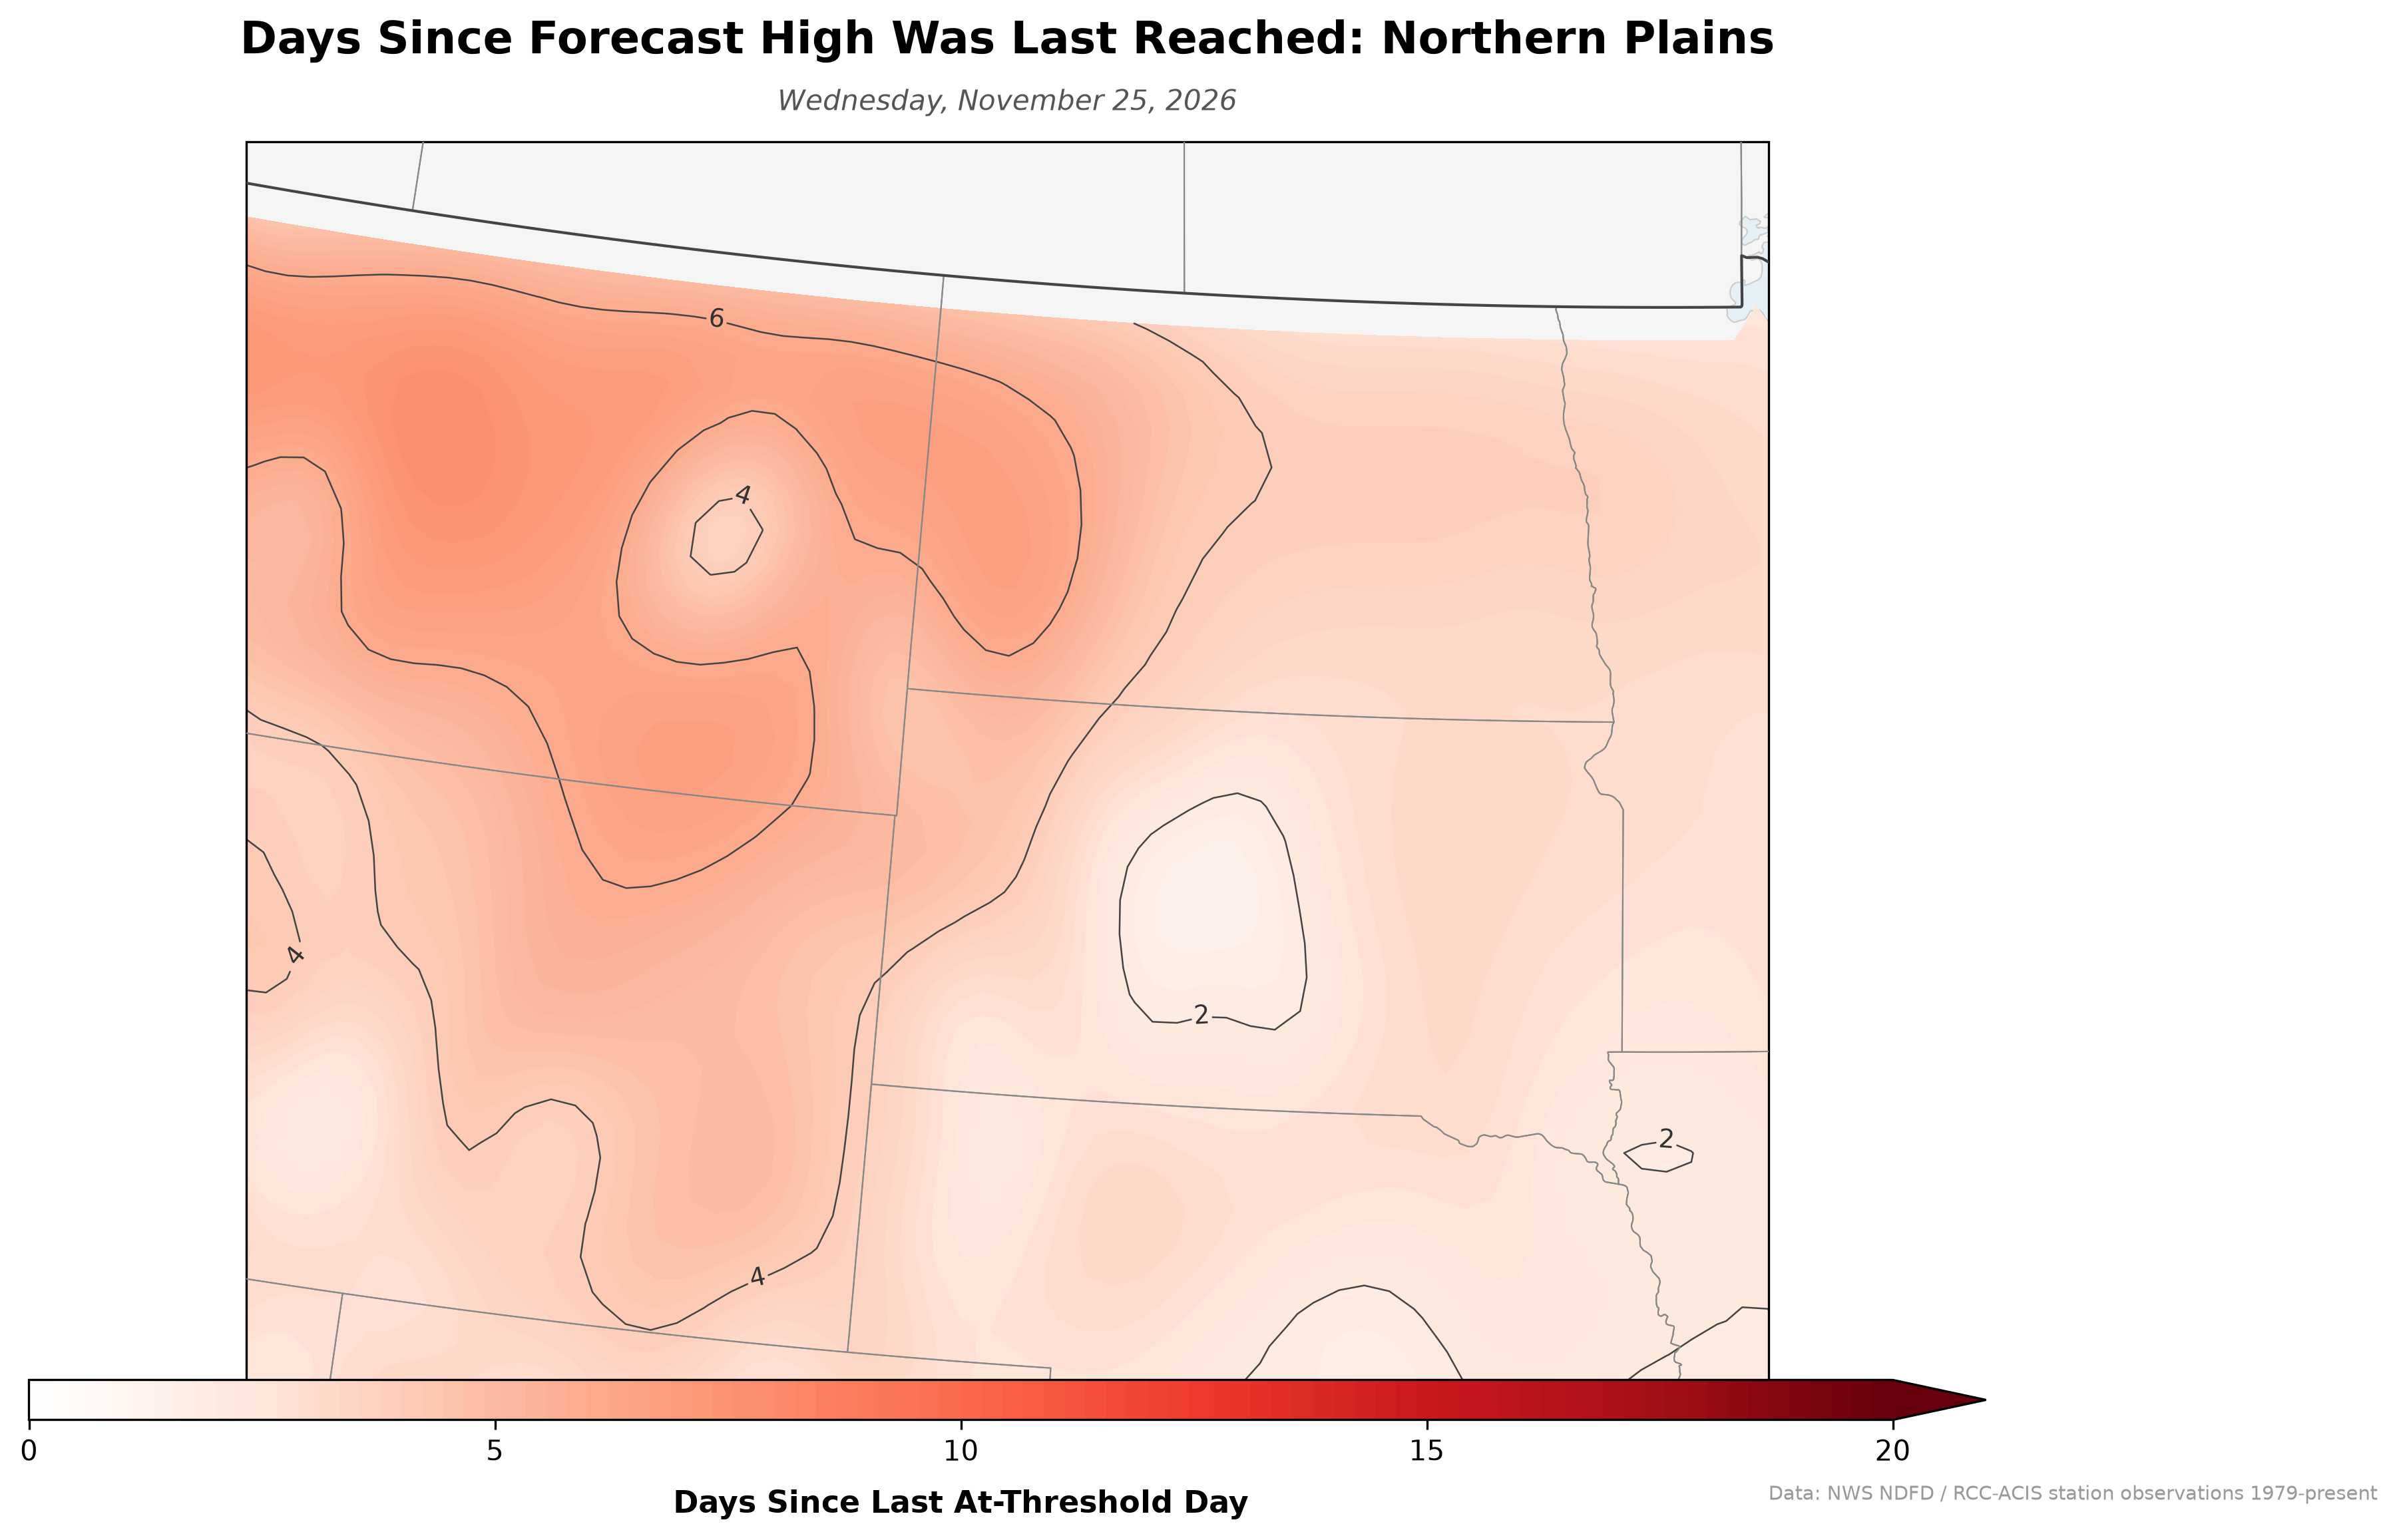 Days Since Forecast High Was Last Reached: Northern Plains
Wednesday, November 25, 2026
6
4
4
2
2
4
0 5 10 15 20
Days Since Last At-Threshold Day
Data: NWS NDFD / RCC-ACIS station observations 1979-present